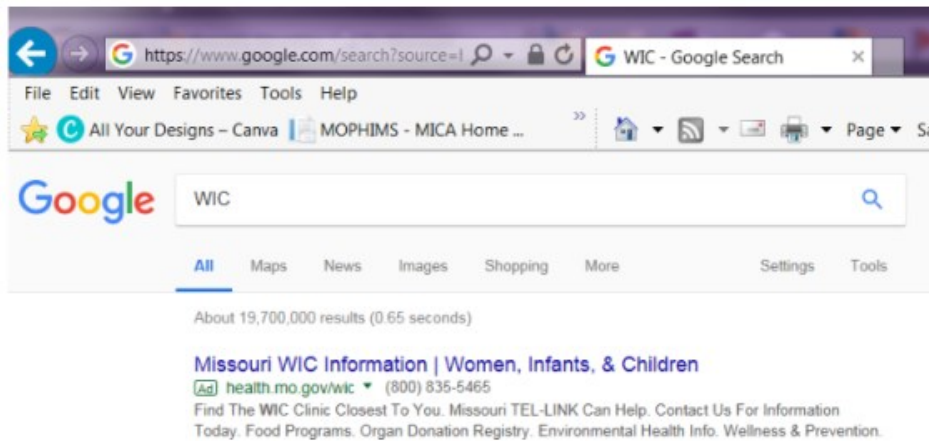 https://www.google.com/search?source=l
WIC - Google Search
File Edit View Favorites Tools Help
All Your Designs – Canva MOPHIMS - MICA Home ... Page
Google WIC
All Maps News Images Shopping More Settings Tools
About 19,700,000 results (0.65 seconds)
Missouri WIC Information | Women, Infants, & Children
Ad health.mo.gov/wic (800) 835-5465
Find The WIC Clinic Closest To You. Missouri TEL-LINK Can Help. Contact Us For Information
Today. Food Programs. Organ Donation Registry. Environmental Health Info. Wellness & Prevention.